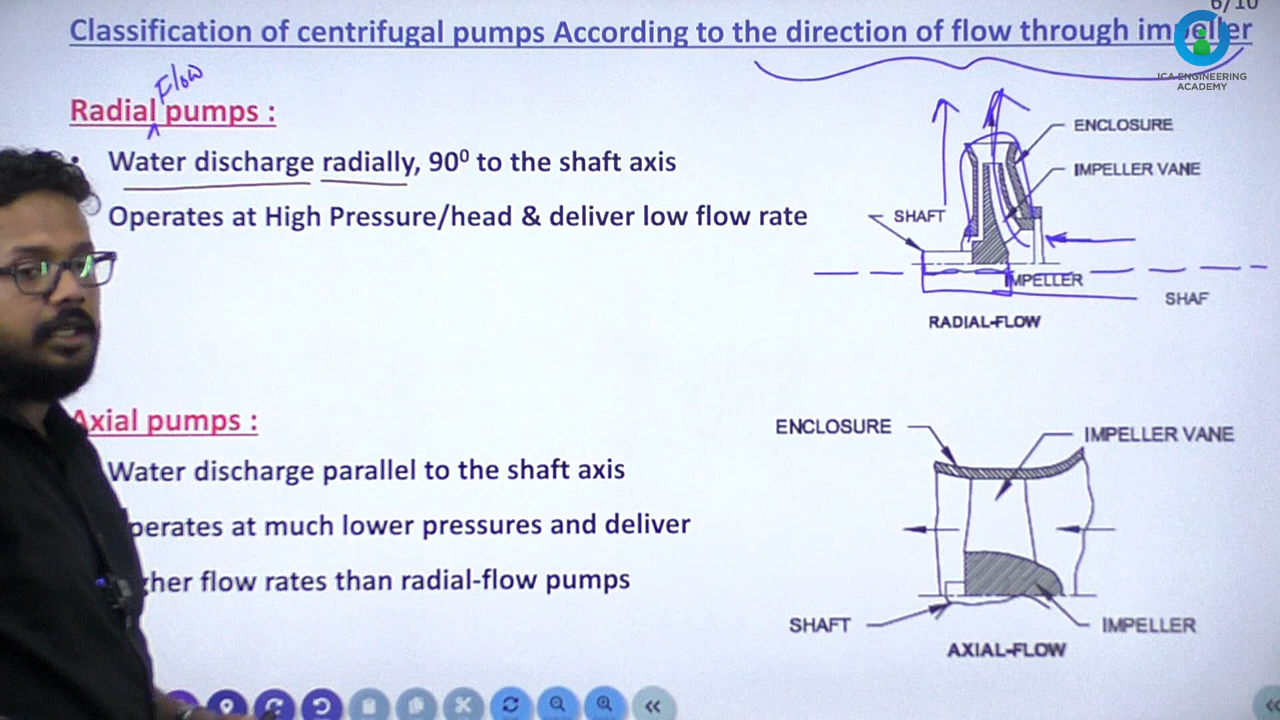 6/10
Classification of centrifugal pumps According to the direction of flow through impeller
ICA ENGINEERING
ACADEMY
Flow
Radial pumps :
Water discharge radially, 90⁰ to the shaft axis
Operates at High Pressure/head & deliver low flow rate
ENCLOSURE
IMPELLER VANE
SHAFT
IMPELLER
SHAF
RADIAL-FLOW
Axial pumps :
Water discharge parallel to the shaft axis
perates at much lower pressures and deliver
gher flow rates than radial-flow pumps
ENCLOSURE
IMPELLER VANE
SHAFT
IMPELLER
AXIAL-FLOW